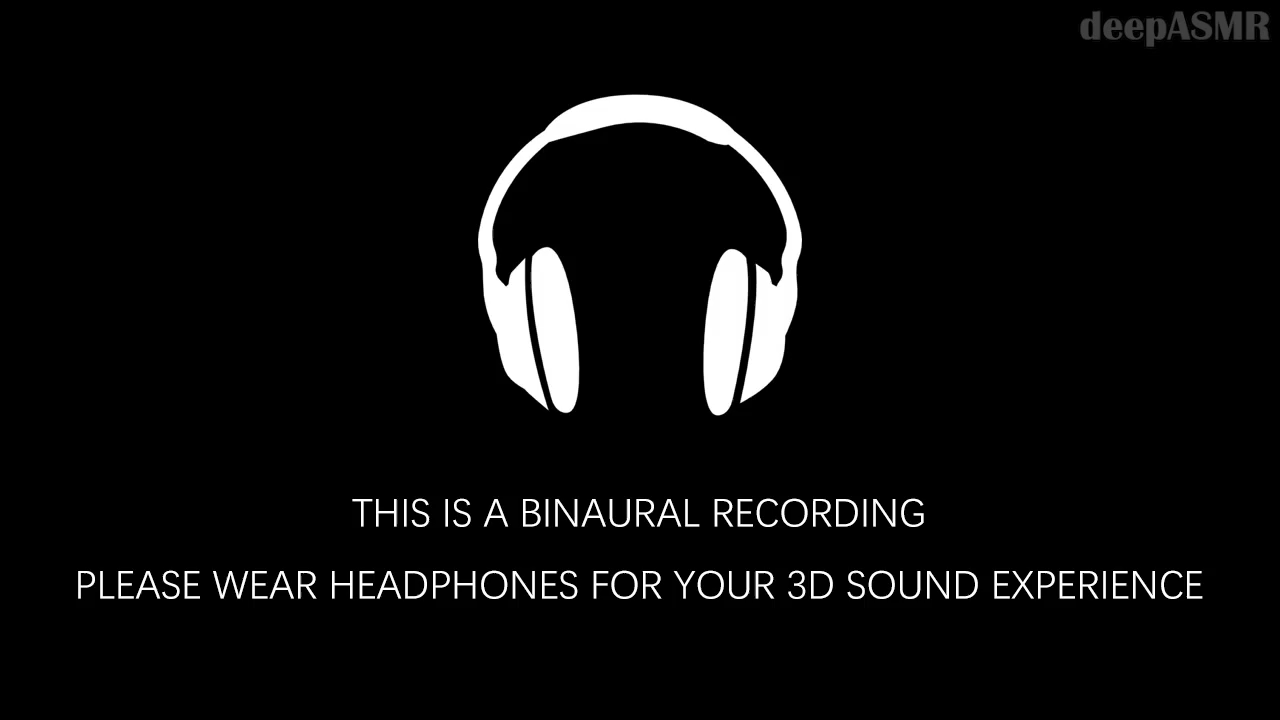 deepASMR
THIS IS A BINAURAL RECORDING
PLEASE WEAR HEADPHONES FOR YOUR 3D SOUND EXPERIENCE